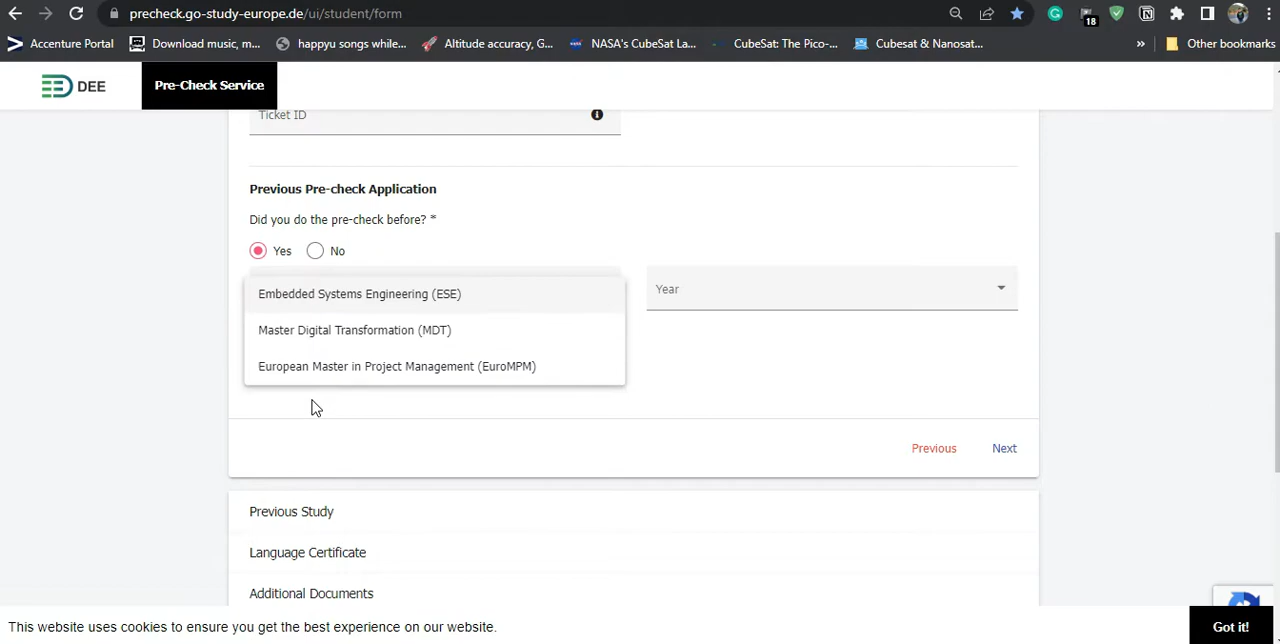 precheck.go-study-europe.de/ui/student/form
18
Accenture Portal
Download music, m...
happyu songs while...
Altitude accuracy, G...
NASA's CubeSat La...
CubeSat: The Pico-...
Cubesat & Nanosat...
»
Other bookmarks
DEE
Pre-Check Service
Ticket ID
Previous Pre-check Application
Did you do the pre-check before? *
Yes
No
Embedded Systems Engineering (ESE)
Year
Master Digital Transformation (MDT)
European Master in Project Management (EuroMPM)
Previous
Next
Previous Study
Language Certificate
Additional Documents
This website uses cookies to ensure you get the best experience on our website.
Got it!